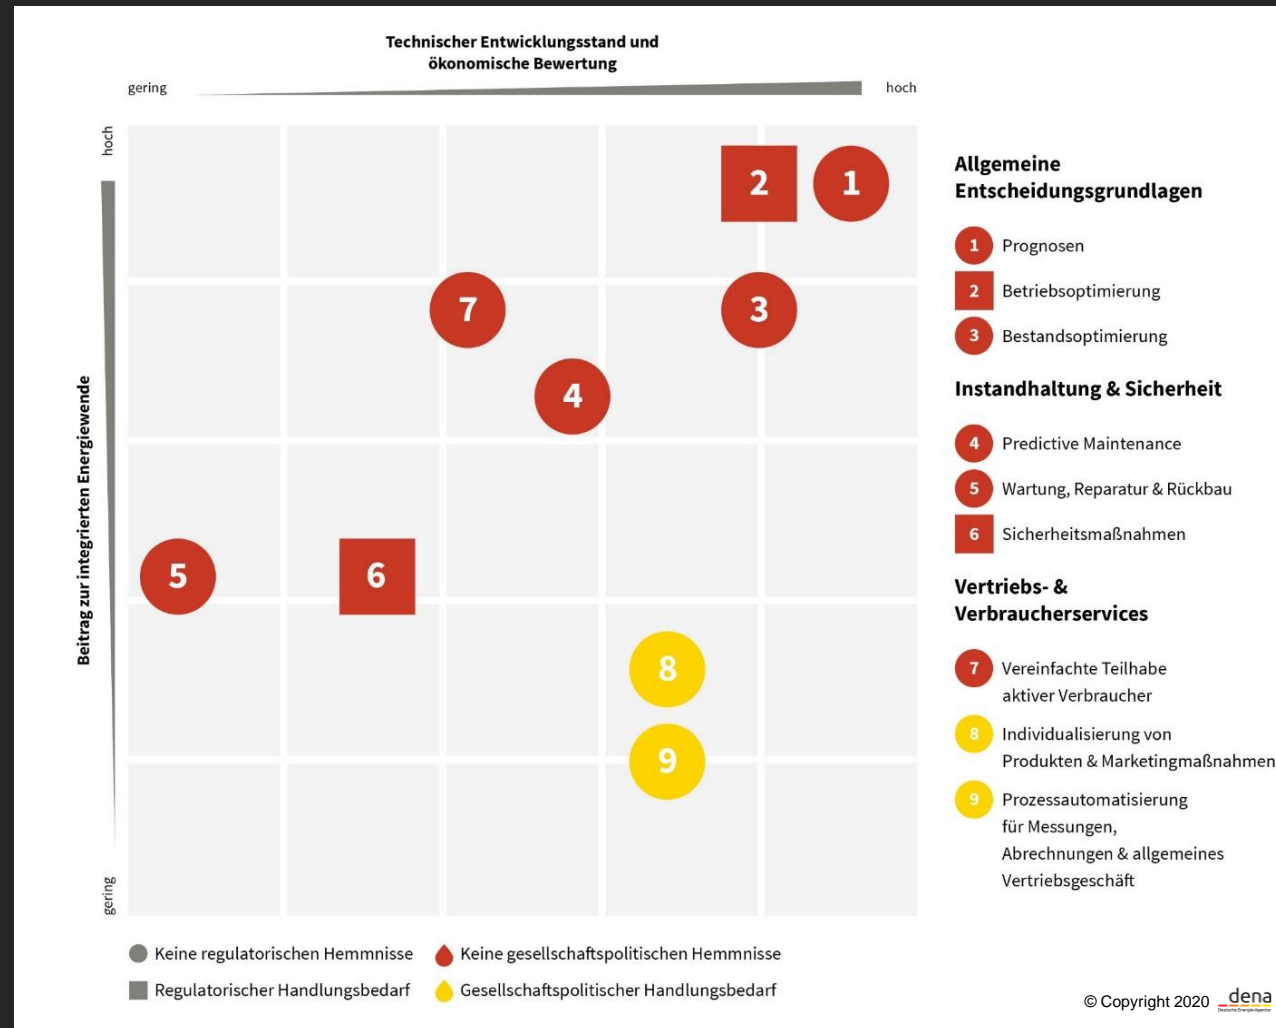 Technischer Entwicklungsstand und
ökonomische Bewertung
gering
hoch
hoch
Beitrag zur integrierten Energiewende
gering
2
1
7
3
4
5
6
8
9
Allgemeine
Entscheidungsgrundlagen
1 Prognosen
2 Betriebsoptimierung
3 Bestandsoptimierung
Instandhaltung & Sicherheit
4 Predictive Maintenance
5 Wartung, Reparatur & Rückbau
6 Sicherheitsmaßnahmen
Vertriebs- &
Verbraucherservices
7 Vereinfachte Teilhabe
aktiver Verbraucher
8 Individualisierung von
Produkten & Marketingmaßnahmen
9 Prozessautomatisierung
für Messungen,
Abrechnungen & allgemeines
Vertriebsgeschäft
Keine regulatorischen Hemmnisse
Keine gesellschaftspolitischen Hemmnisse
Regulatorischer Handlungsbedarf
Gesellschaftspolitischer Handlungsbedarf
© Copyright 2020 dena
Deutsche Energie-Agentur